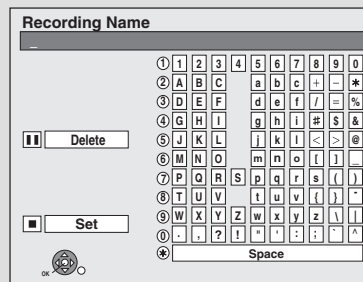 Recording Name
_
① 1 2 3 4 5 6 7 8 9 0
② A B C a b c + − *
③ D E F d e f / = %
④ G H I g h i # $ &
Delete
⑤ J K L j k l < > @
⑥ M N O m n o [ ] _
⑦ P Q R S p q r s ( )
⑧ T U V t u v { }
Set
⑨ W X Y Z w x y z \ |
⓪ . , ? ! " ' : ; ^
✱ Space
OK